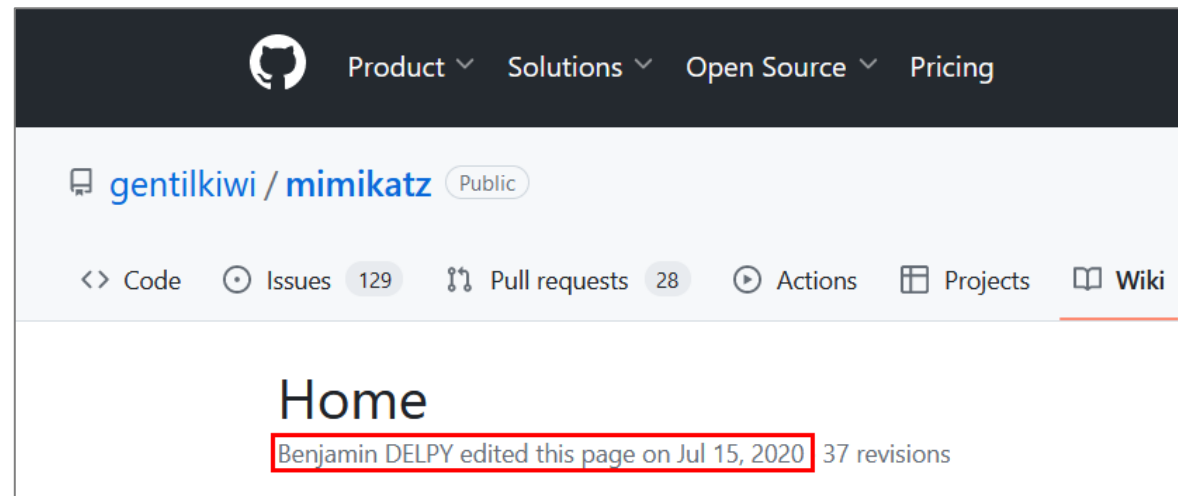 Product Solutions Open Source Pricing
gentilkiwi / mimikatz Public
<> Code Issues 129 Pull requests 28 Actions Projects Wiki
Home
Benjamin DELPY edited this page on Jul 15, 2020 37 revisions